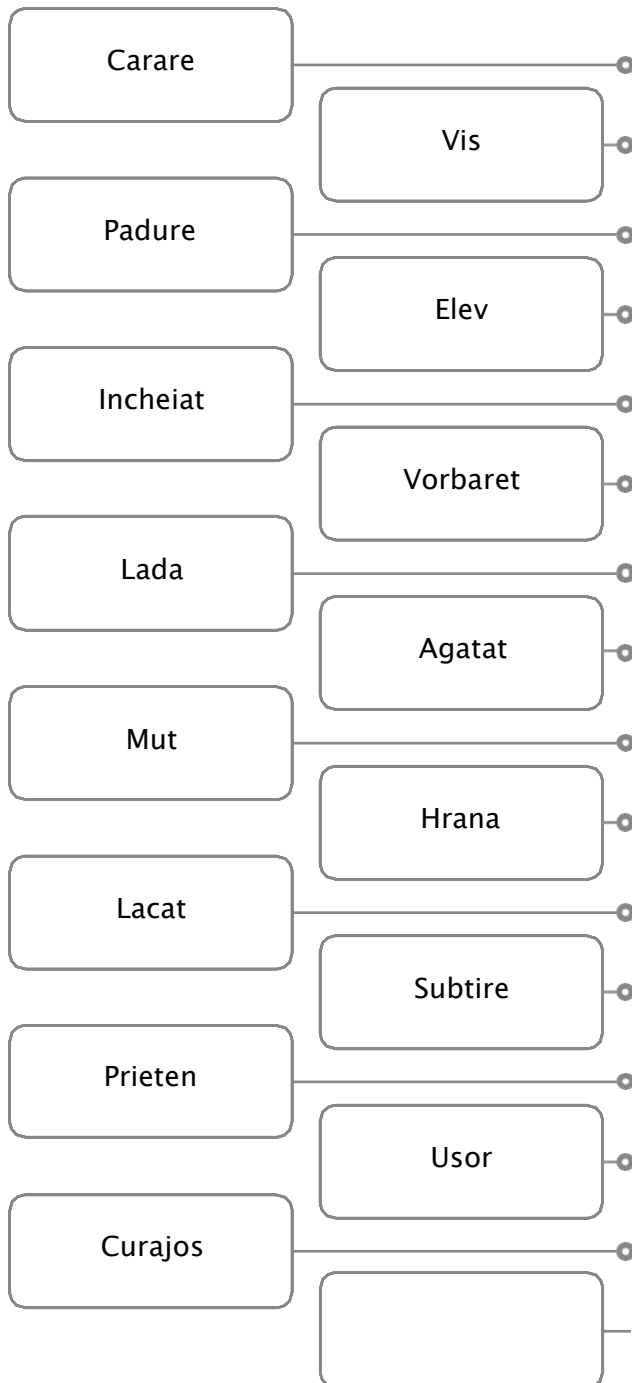 Carare
Vis
Padure
Elev
Incheiat
Vorbaret
Lada
Agatat
Mut
Hrana
Lacat
Subtire
Prieten
Usor
Curajos